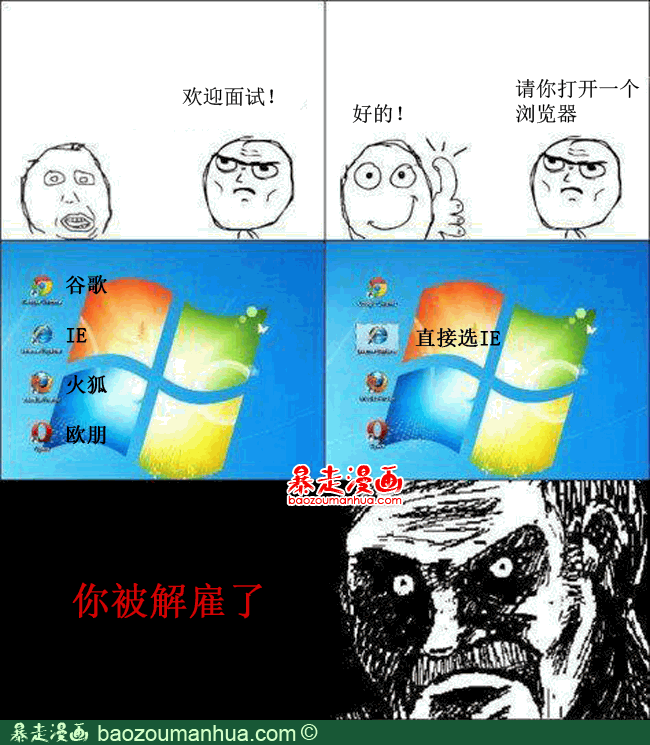 欢迎面试！
好的！
请你打开一个
浏览器
谷歌
IE
火狐
欧朋
直接选IE
暴走漫画
baozoumanhua.com
你被解雇了
暴走漫画 baozoumanhua.com ©